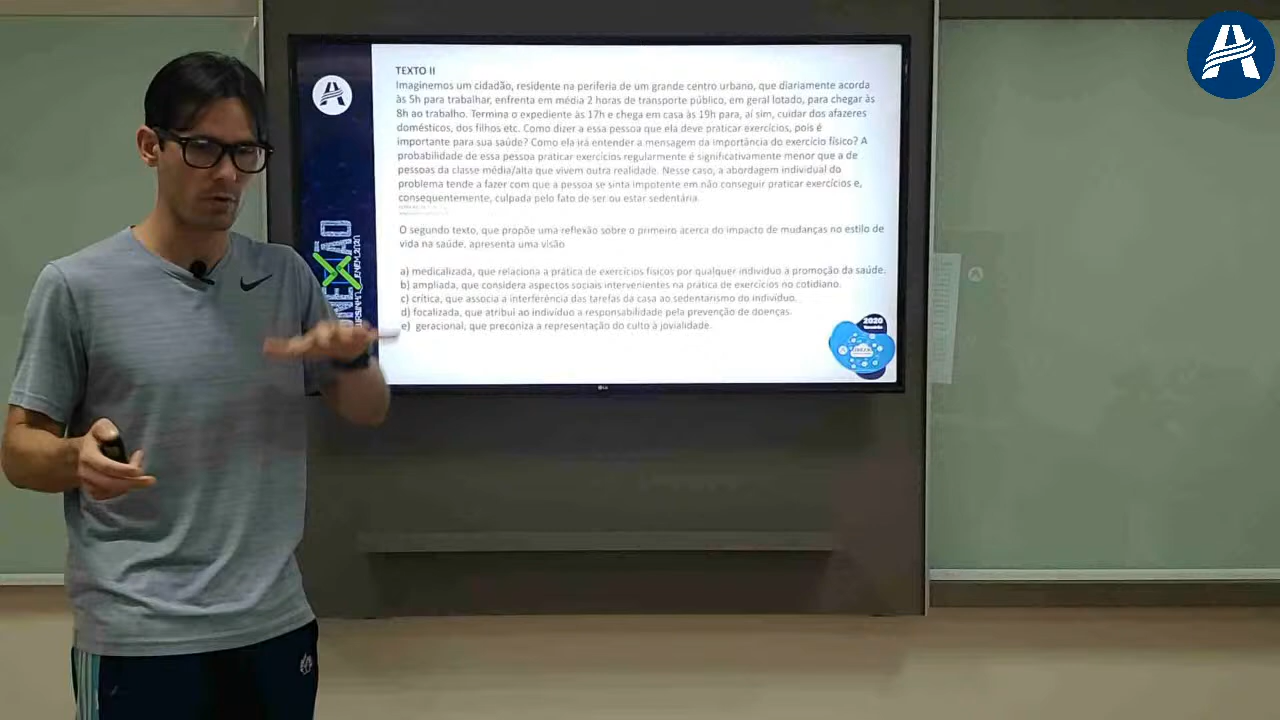 TEXTO II
Imaginemos um cidadão, residente na periferia de um grande centro urbano, que diariamente acorda
às 5h para trabalhar, enfrenta em média 2 horas de transporte público, em geral lotado, para chegar às
8h ao trabalho. Termina o expediente às 17h e chega em casa às 19h para, aí sim, cuidar dos afazeres
domésticos, dos filhos etc. Como dizer a essa pessoa que ela deve praticar exercícios, pois é
importante para sua saúde? Como ela irá entender a mensagem da importância do exercício físico? A
probabilidade de essa pessoa praticar exercícios regularmente é significativamente menor que a de
pessoas da classe média/alta que vivem outra realidade. Nesse caso, a abordagem individual do
problema tende a fazer com que a pessoa se sinta impotente em não conseguir praticar exercícios e,
consequentemente, culpada pelo fato de ser ou estar sedentária.
O segundo texto, que propõe uma reflexão sobre o primeiro acerca do impacto de mudanças no estilo de
vida na saúde, apresenta uma visão
a) medicalizada, que relaciona a prática de exercícios físicos por qualquer indivíduo à promoção da saúde.
b) ampliada, que considera aspectos sociais intervenientes na prática de exercícios no cotidiano.
c) crítica, que associa a interferência das tarefas da casa ao sedentarismo do indivíduo.
d) focalizada, que atribui ao indivíduo a responsabilidade pela prevenção de doenças.
e) geracional, que preconiza a representação do culto à jovialidade.
2020
LG